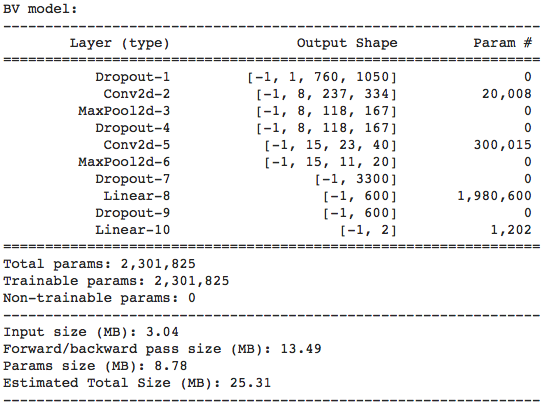 BV model:
----------------------------------------------------------------
Layer (type) Output Shape Param #
================================================================
Dropout-1 [-1, 1, 760, 1050] 0
Conv2d-2 [-1, 8, 237, 334] 20,008
MaxPool2d-3 [-1, 8, 118, 167] 0
Dropout-4 [-1, 8, 118, 167] 0
Conv2d-5 [-1, 15, 23, 40] 300,015
MaxPool2d-6 [-1, 15, 11, 20] 0
Dropout-7 [-1, 3300] 0
Linear-8 [-1, 600] 1,980,600
Dropout-9 [-1, 600] 0
Linear-10 [-1, 2] 1,202
================================================================
Total params: 2,301,825
Trainable params: 2,301,825
Non-trainable params: 0
----------------------------------------------------------------
Input size (MB): 3.04
Forward/backward pass size (MB): 13.49
Params size (MB): 8.78
Estimated Total Size (MB): 25.31
----------------------------------------------------------------